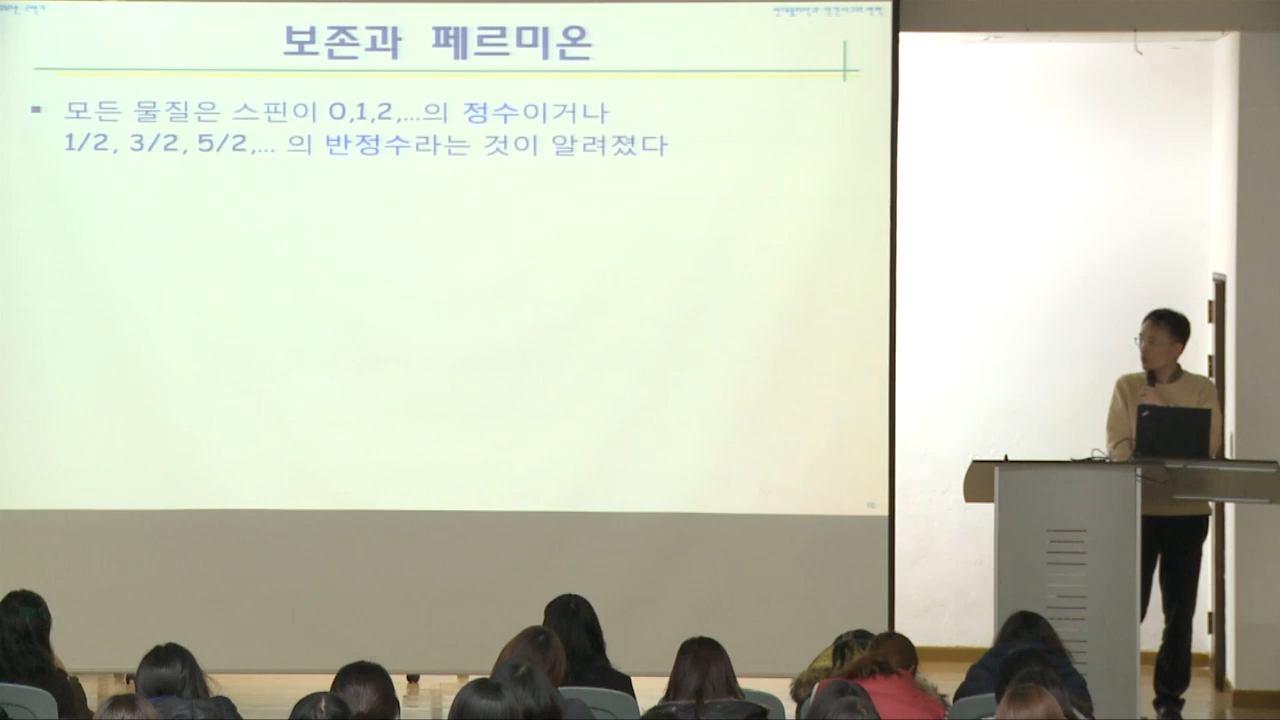 보존과 페르미온
모든 물질은 스핀이 0,1,2,...의 정수이거나
1/2, 3/2, 5/2,... 의 반정수라는 것이 알려졌다